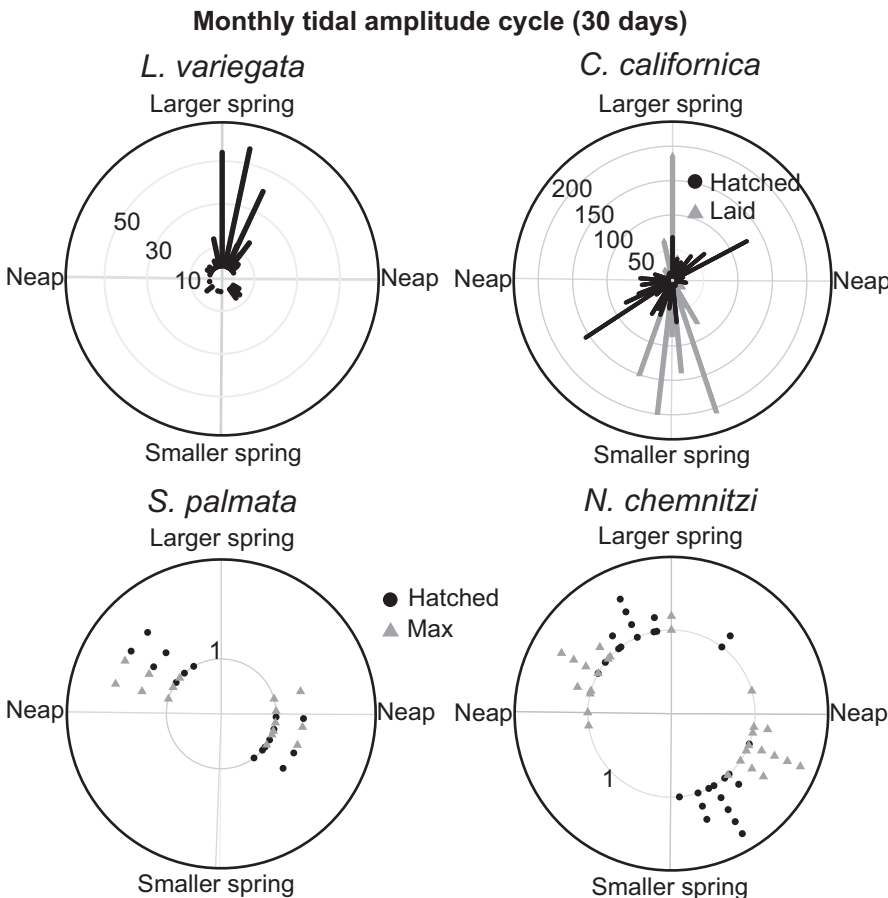 Monthly tidal amplitude cycle (30 days)
L. variegata
Larger spring
50
30
10
Neap
Neap
Smaller spring
C. californica
Larger spring
200
150
100
50
Hatched
Laid
Neap
Smaller spring
S. palmata
Larger spring
1
Hatched
Max
Neap
Neap
Smaller spring
N. chemnitzi
Larger spring
1
Neap
Neap
Smaller spring